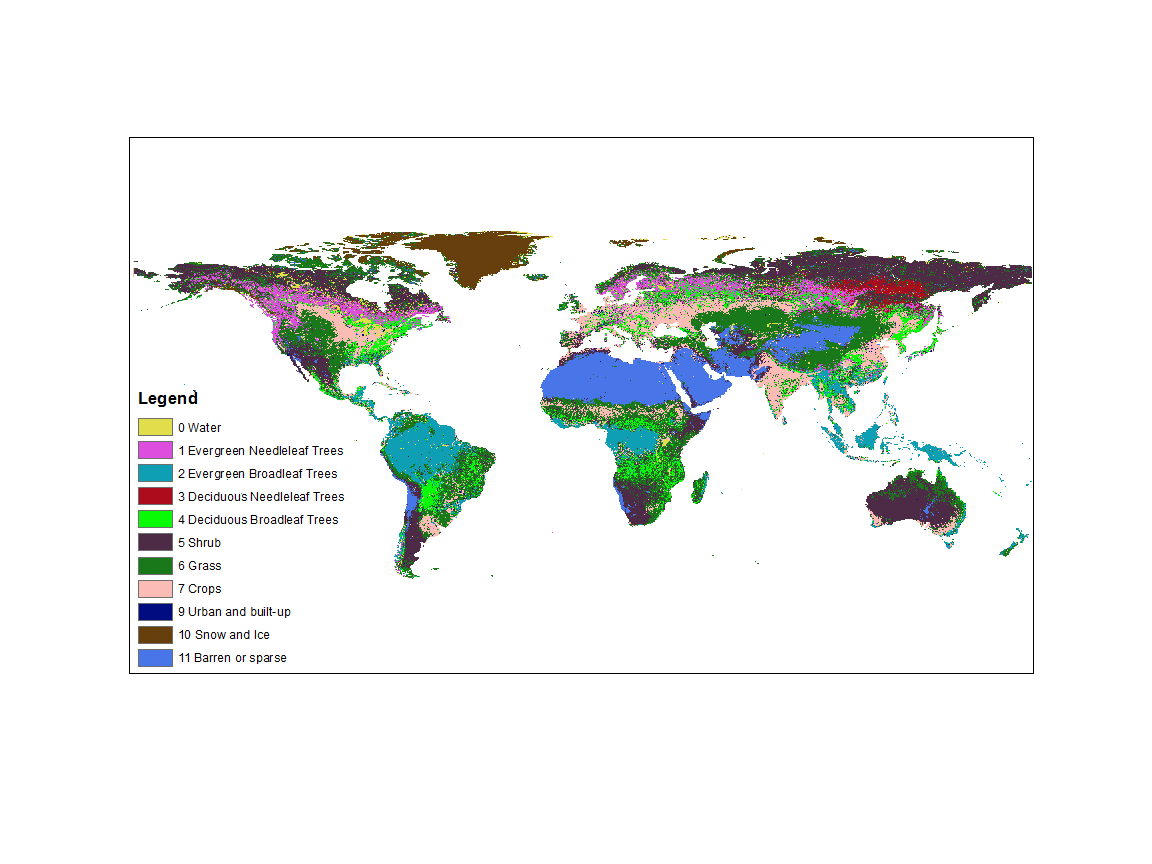 Legend
0 Water
1 Evergreen Needleleaf Trees
2 Evergreen Broadleaf Trees
3 Deciduous Needleleaf Trees
4 Deciduous Broadleaf Trees
5 Shrub
6 Grass
7 Crops
9 Urban and built-up
10 Snow and Ice
11 Barren or sparse